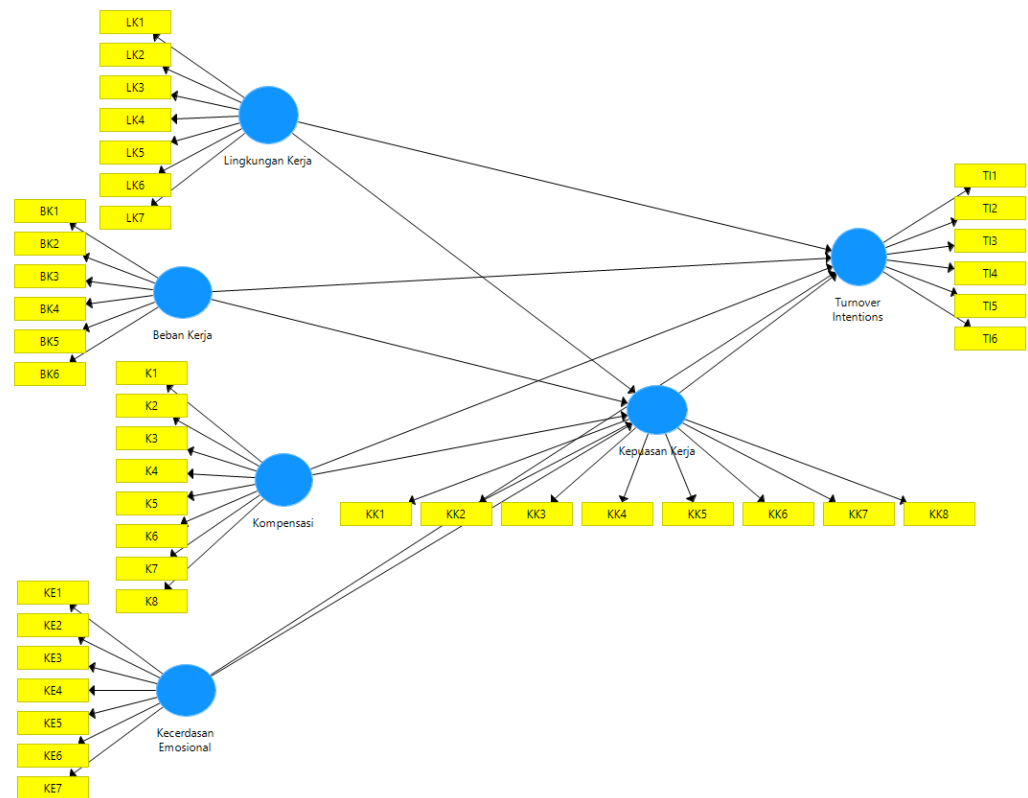 LK1
LK2
LK3
LK4
LK5
LK6
LK7
Lingkungan Kerja
BK1
BK2
BK3
BK4
BK5
BK6
Beban Kerja
K1
K2
K3
K4
K5
K6
K7
K8
Kompensasi
KE1
KE2
KE3
KE4
KE5
KE6
KE7
Kecerdasan
Emosional
Kepuasan Kerja
KK1
KK2
KK3
KK4
KK5
KK6
KK7
KK8
Turnover
Intentions
TI1
TI2
TI3
TI4
TI5
TI6